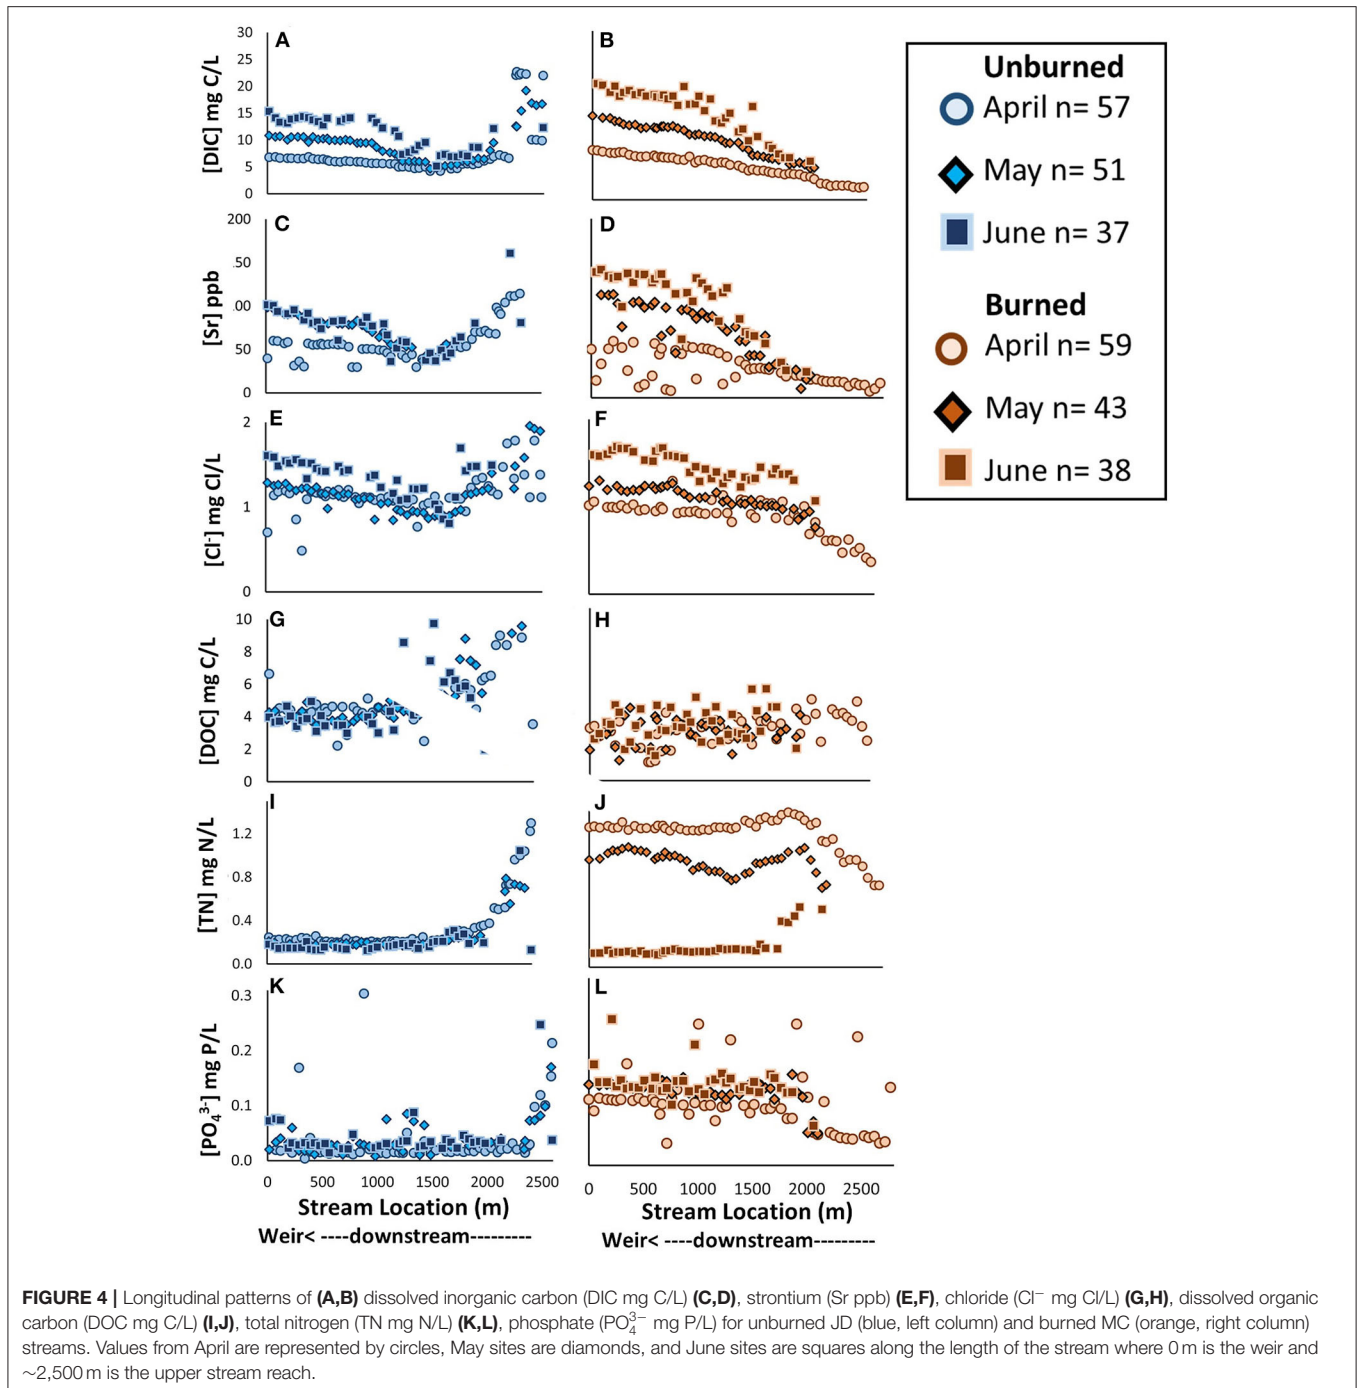 A
B
30
25
20
15
10
5
0
[DIC] mg C/L
C
D
200
.50
.00
50
0
[Sr] ppb
E
F
2
1
0
[Cl-] mg Cl/L
G
H
10
8
6
4
2
0
[DOC] mg C/L
I
J
1.2
0.8
0.4
0.0
[TN] mg N/L
K
L
0.3
0.2
0.1
0.0
[PO₄³⁻] mg P/L
0 500 1000 1500 2000 2500
0 500 1000 1500 2000 2500
Stream Location (m)
Stream Location (m)
Weir< ----downstream---------
Weir< ----downstream---------
Unburned
April n= 57
May n= 51
June n= 37
Burned
April n= 59
May n= 43
June n= 38
FIGURE 4 | Longitudinal patterns of (A,B) dissolved inorganic carbon (DIC mg C/L) (C,D), strontium (Sr ppb) (E,F), chloride (Cl⁻ mg Cl/L) (G,H), dissolved organic
carbon (DOC mg C/L) (I,J), total nitrogen (TN mg N/L) (K,L), phosphate (PO₄³⁻ mg P/L) for unburned JD (blue, left column) and burned MC (orange, right column)
streams. Values from April are represented by circles, May sites are diamonds, and June sites are squares along the length of the stream where 0 m is the weir and
~2,500 m is the upper stream reach.